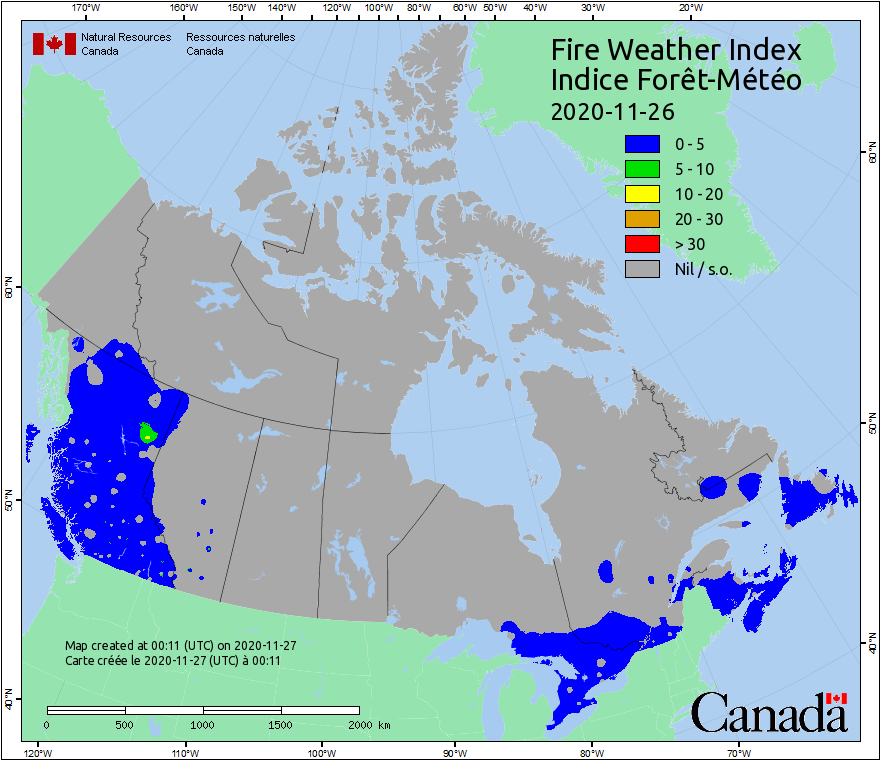 170°W 160°W 150°W 140°W 130°W 120°W 110°W 100°W 90°W 80°W 60°W 50°W 40°W 30°W 20°W
Natural Resources Ressources naturelles
Canada Canada
Fire Weather Index
Indice Forêt-Météo
2020-11-26
0 - 5
5 - 10
10 - 20
20 - 30
> 30
Nil / s.o.
60°N 60°N
50°N 50°N
40°N 40°N
Map created at 00:11 (UTC) on 2020-11-27
Carte créée le 2020-11-27 (UTC) à 00:11
0 500 1000 1500 2000 km
Canada
120°W 110°W 100°W 90°W 80°W 70°W